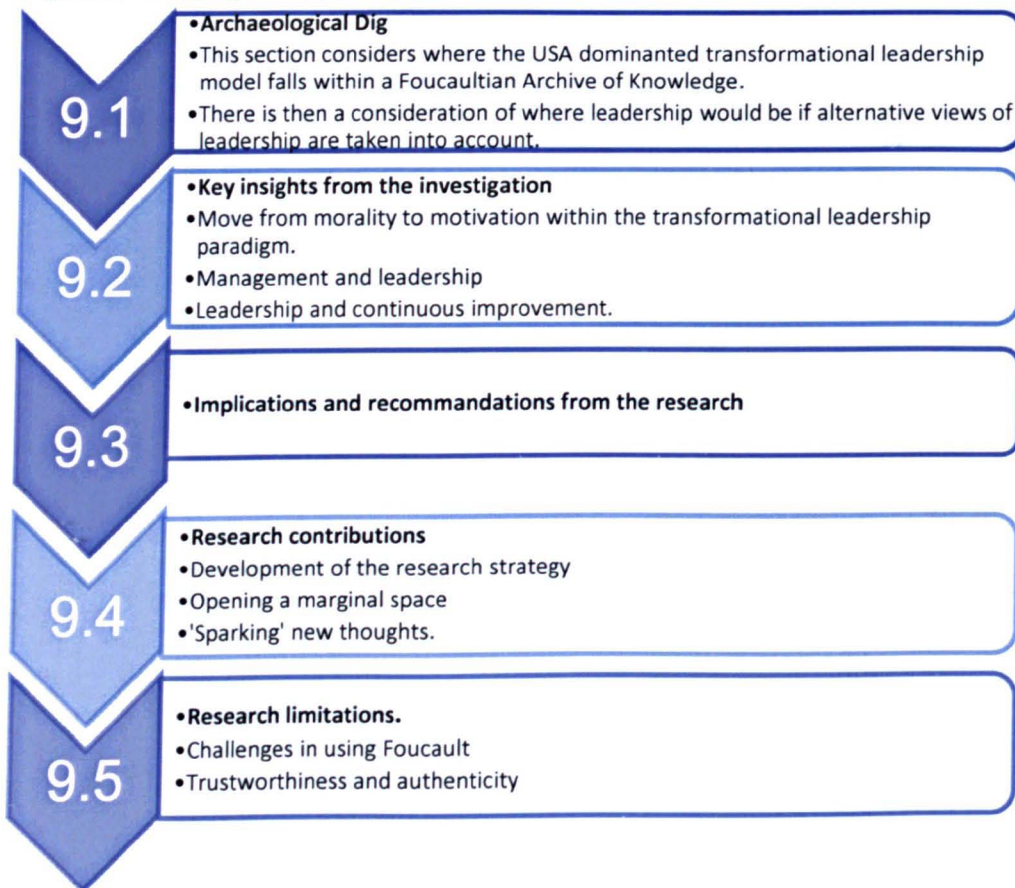 9.1
•Archaeological Dig
•This section considers where the USA dominanted transformational leadership
model falls within a Foucaultian Archive of Knowledge.
•There is then a consideration of where leadership would be if alternative views of
leadership are taken into account.
9.2
•Key insights from the investigation
•Move from morality to motivation within the transformational leadership
paradigm.
•Management and leadership
•Leadership and continuous improvement.
9.3
•Implications and recommandations from the research
9.4
•Research contributions
•Development of the research strategy
•Opening a marginal space
•'Sparking' new thoughts.
9.5
•Research limitations.
•Challenges in using Foucault
•Trustworthiness and authenticity